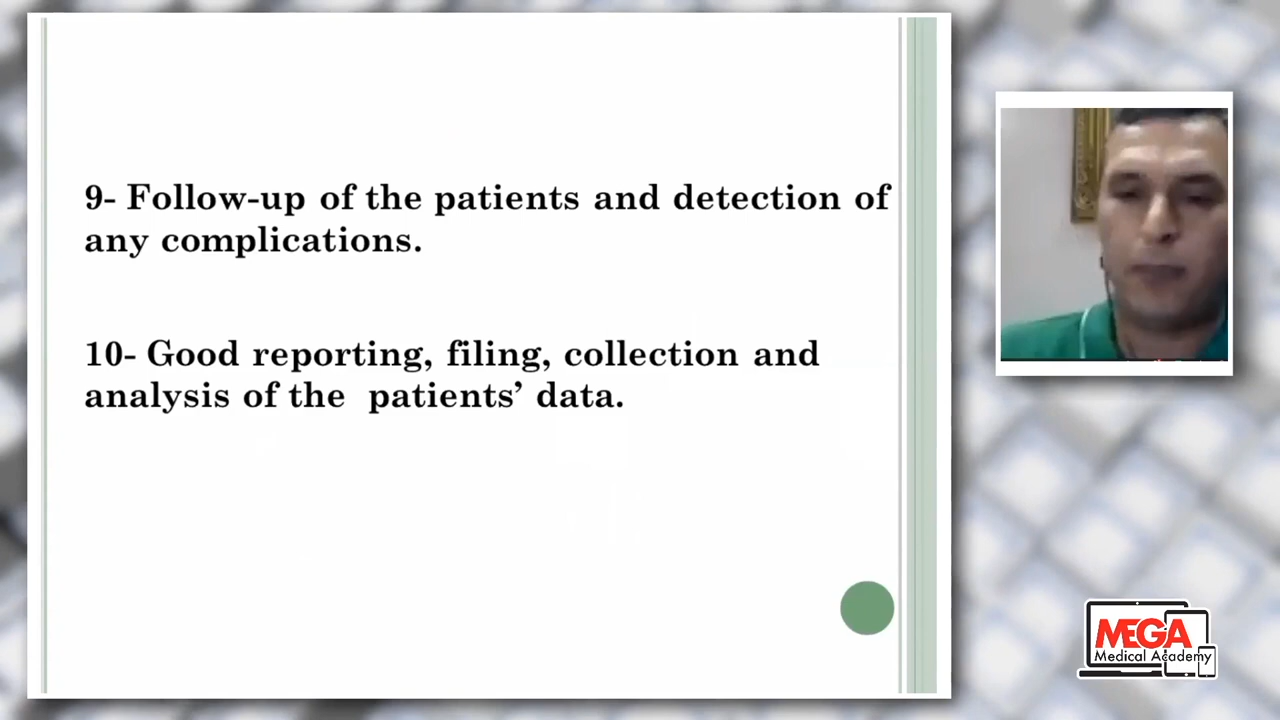 9- Follow-up of the patients and detection of
any complications.
10- Good reporting, filing, collection and
analysis of the patients’ data.
MEGA
Medical Academy